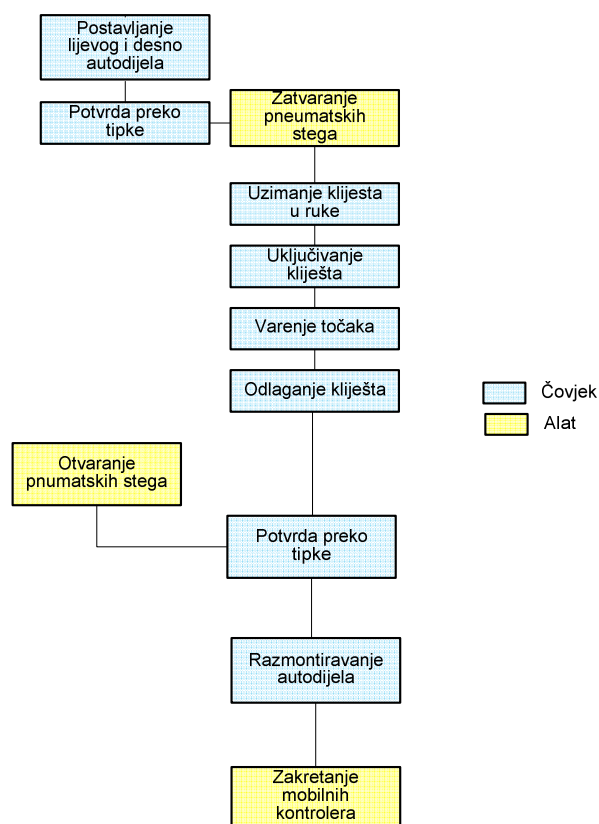 Postavljanje
lijevog i desno
autodijela
Potvrda preko
tipke
Zatvaranje
pneumatskih
stega
Uzimanje klijesta
u ruke
Uključivanje
kliješta
Varenje točaka
Odlaganje kliješta
Čovjek
Alat
Otvaranje
pnumatskih stega
Potvrda preko
tipke
Razmontiravanje
autodijela
Zakretanje
mobilnih
kontrolera